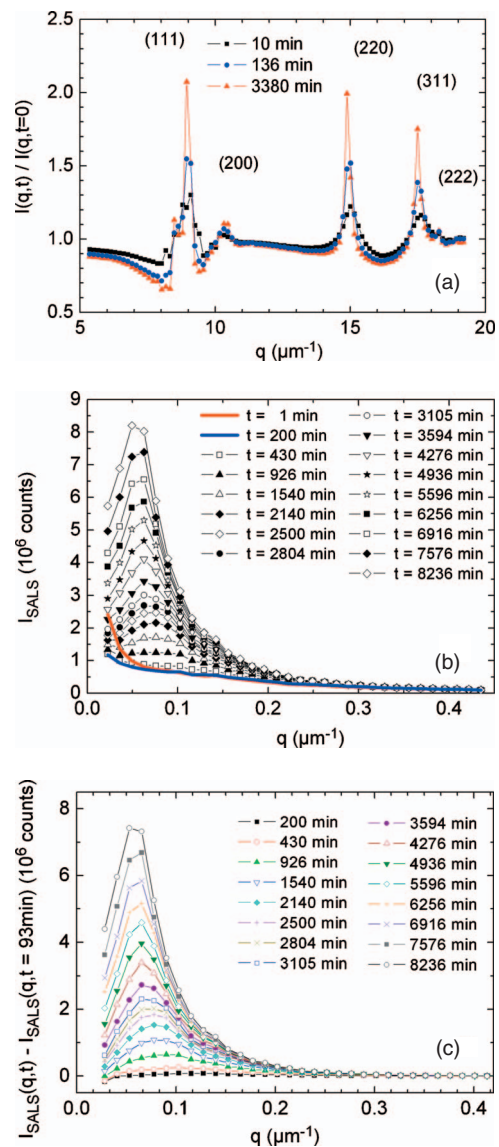 (111)
10 min
136 min
3380 min
(200)
(220)
(311)
(222)
I(q,t) / I(q,t=0)
2.5
2.0
1.5
1.0
0.5
5
10
15
20
q (µm⁻¹)
(a)
I_SALS (10⁶ counts)
9
8
7
6
5
4
3
2
1
0
t = 1 min
t = 200 min
t = 430 min
t = 926 min
t = 1540 min
t = 2140 min
t = 2500 min
t = 2804 min
t = 3105 min
t = 3594 min
t = 4276 min
t = 4936 min
t = 5596 min
t = 6256 min
t = 6916 min
t = 7576 min
t = 8236 min
0.0
0.1
0.2
0.3
0.4
q (µm⁻¹)
(b)
I_SALS(q,t) - I_SALS(q,t = 93min) (10⁶ counts)
8
6
4
2
0
200 min
430 min
926 min
1540 min
2140 min
2500 min
2804 min
3105 min
3594 min
4276 min
4936 min
5596 min
6256 min
6916 min
7576 min
8236 min
0.0
0.1
0.2
0.3
0.4
q (µm⁻¹)
(c)